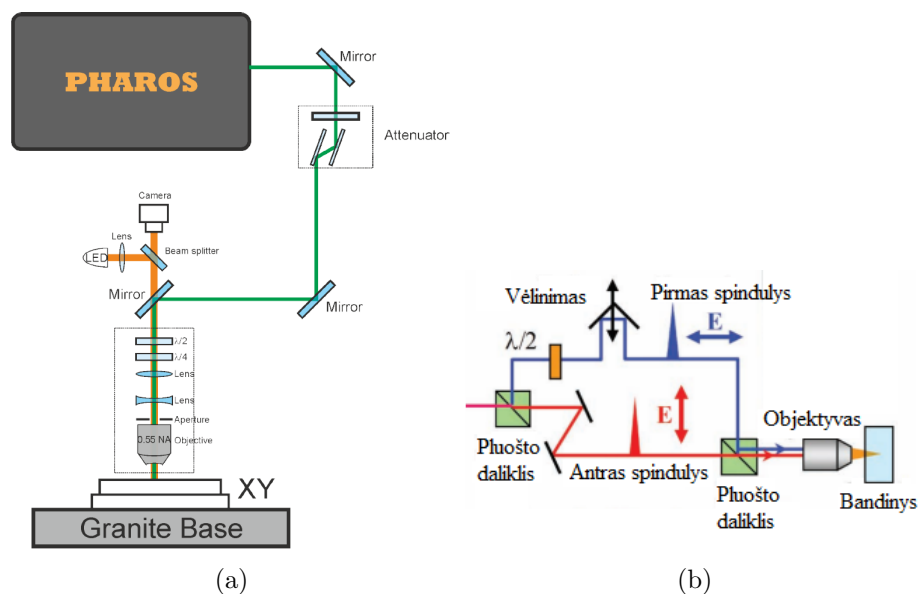 PHAROS
Mirror
Attenuator
Camera
Lens
LED
Beam splitter
Mirror
Mirror
λ/2
λ/4
Lens
Lens
Aperture
0.55 NA
Objective
XY
Granite Base
(a)
Vėlinimas
Pirmas spindulys
E
λ/2
E
Objektyvas
Pluošto
daliklis
Antras spindulys
Pluošto
daliklis
Bandinys
(b)